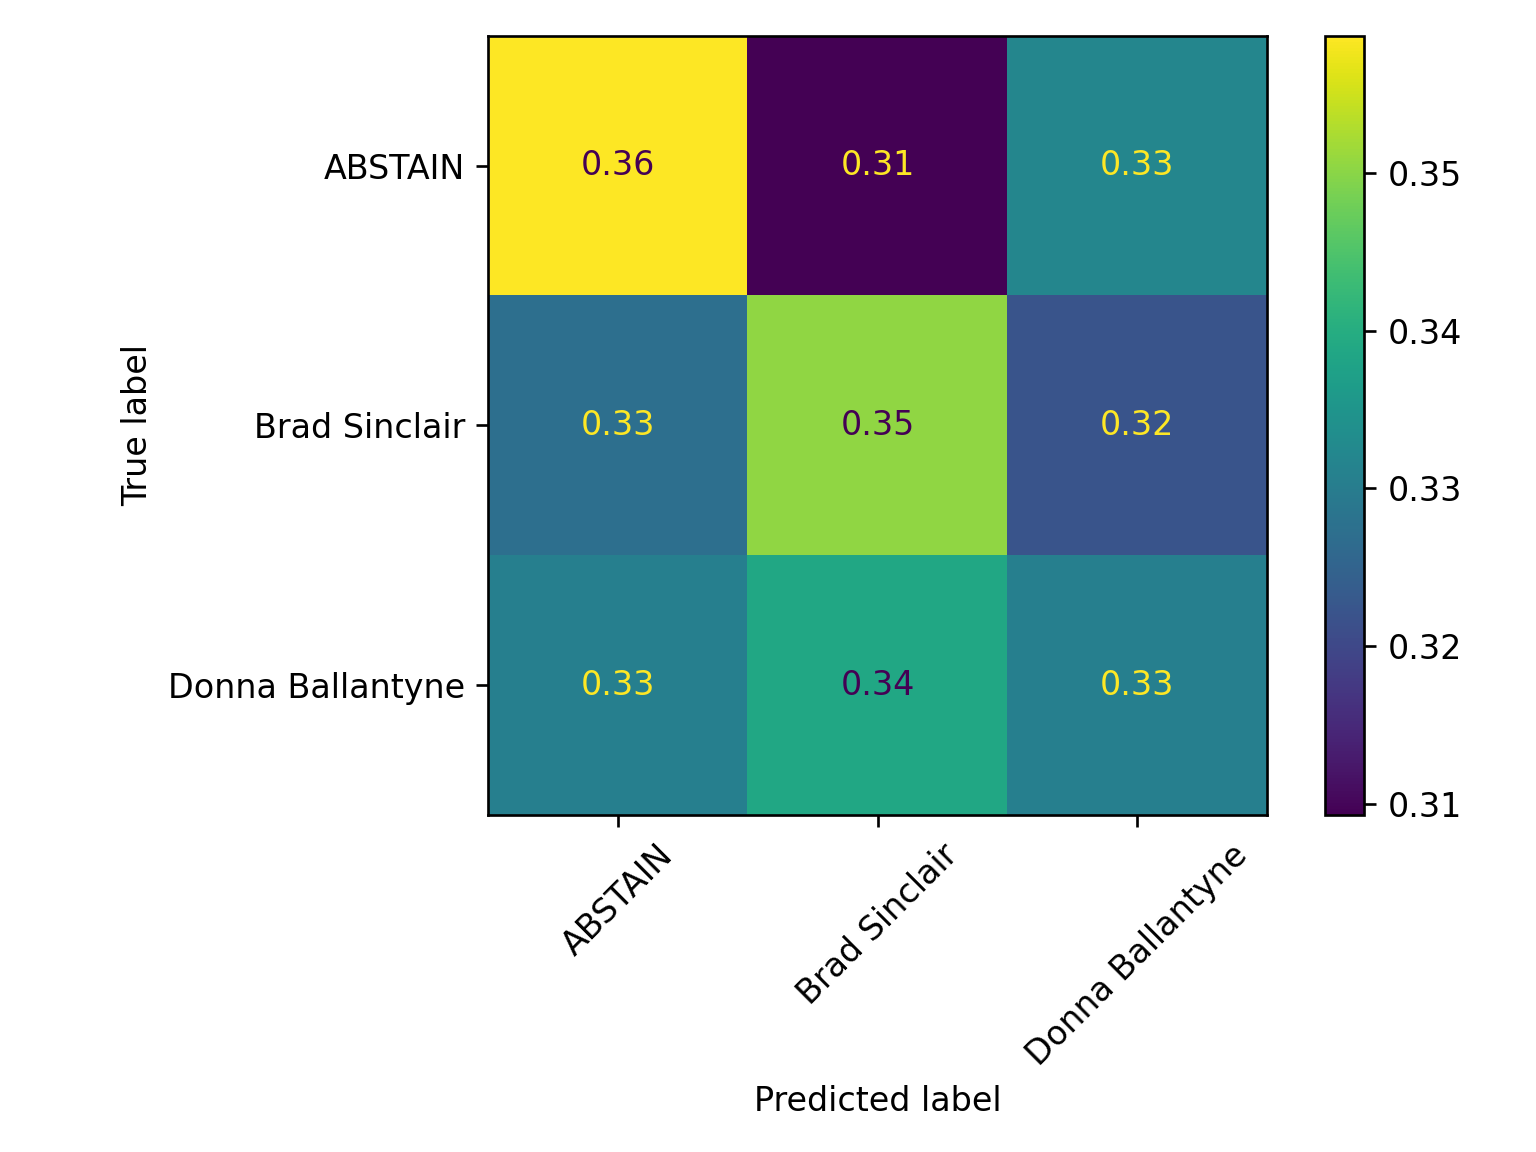 True label
ABSTAIN
Brad Sinclair
Donna Ballantyne
0.36 0.31 0.33
0.33 0.35 0.32
0.33 0.34 0.33
ABSTAIN
Brad Sinclair
Donna Ballantyne
Predicted label
0.35
0.34
0.33
0.32
0.31